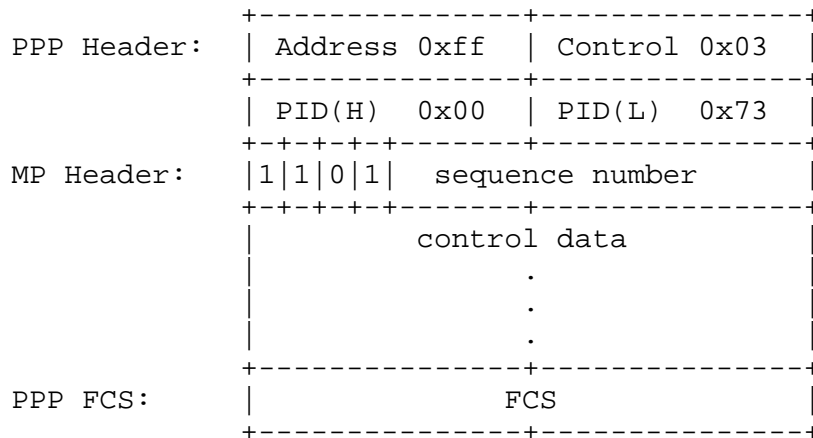 +---------------+---------------+
PPP Header: | Address 0xff  | Control 0x03  |
            +---------------+---------------+
            | PID(H)  0x00  | PID(L)  0x73  |
            +-+-+-+-+-------+---------------+
MP Header:  |1|1|0|1|  sequence number      |
            +-+-+-+-+-------+---------------+
            |         control data          |
            |               .               |
            |               .               |
            |               .               |
            +---------------+---------------+
PPP FCS:    |              FCS              |
            +---------------+---------------+